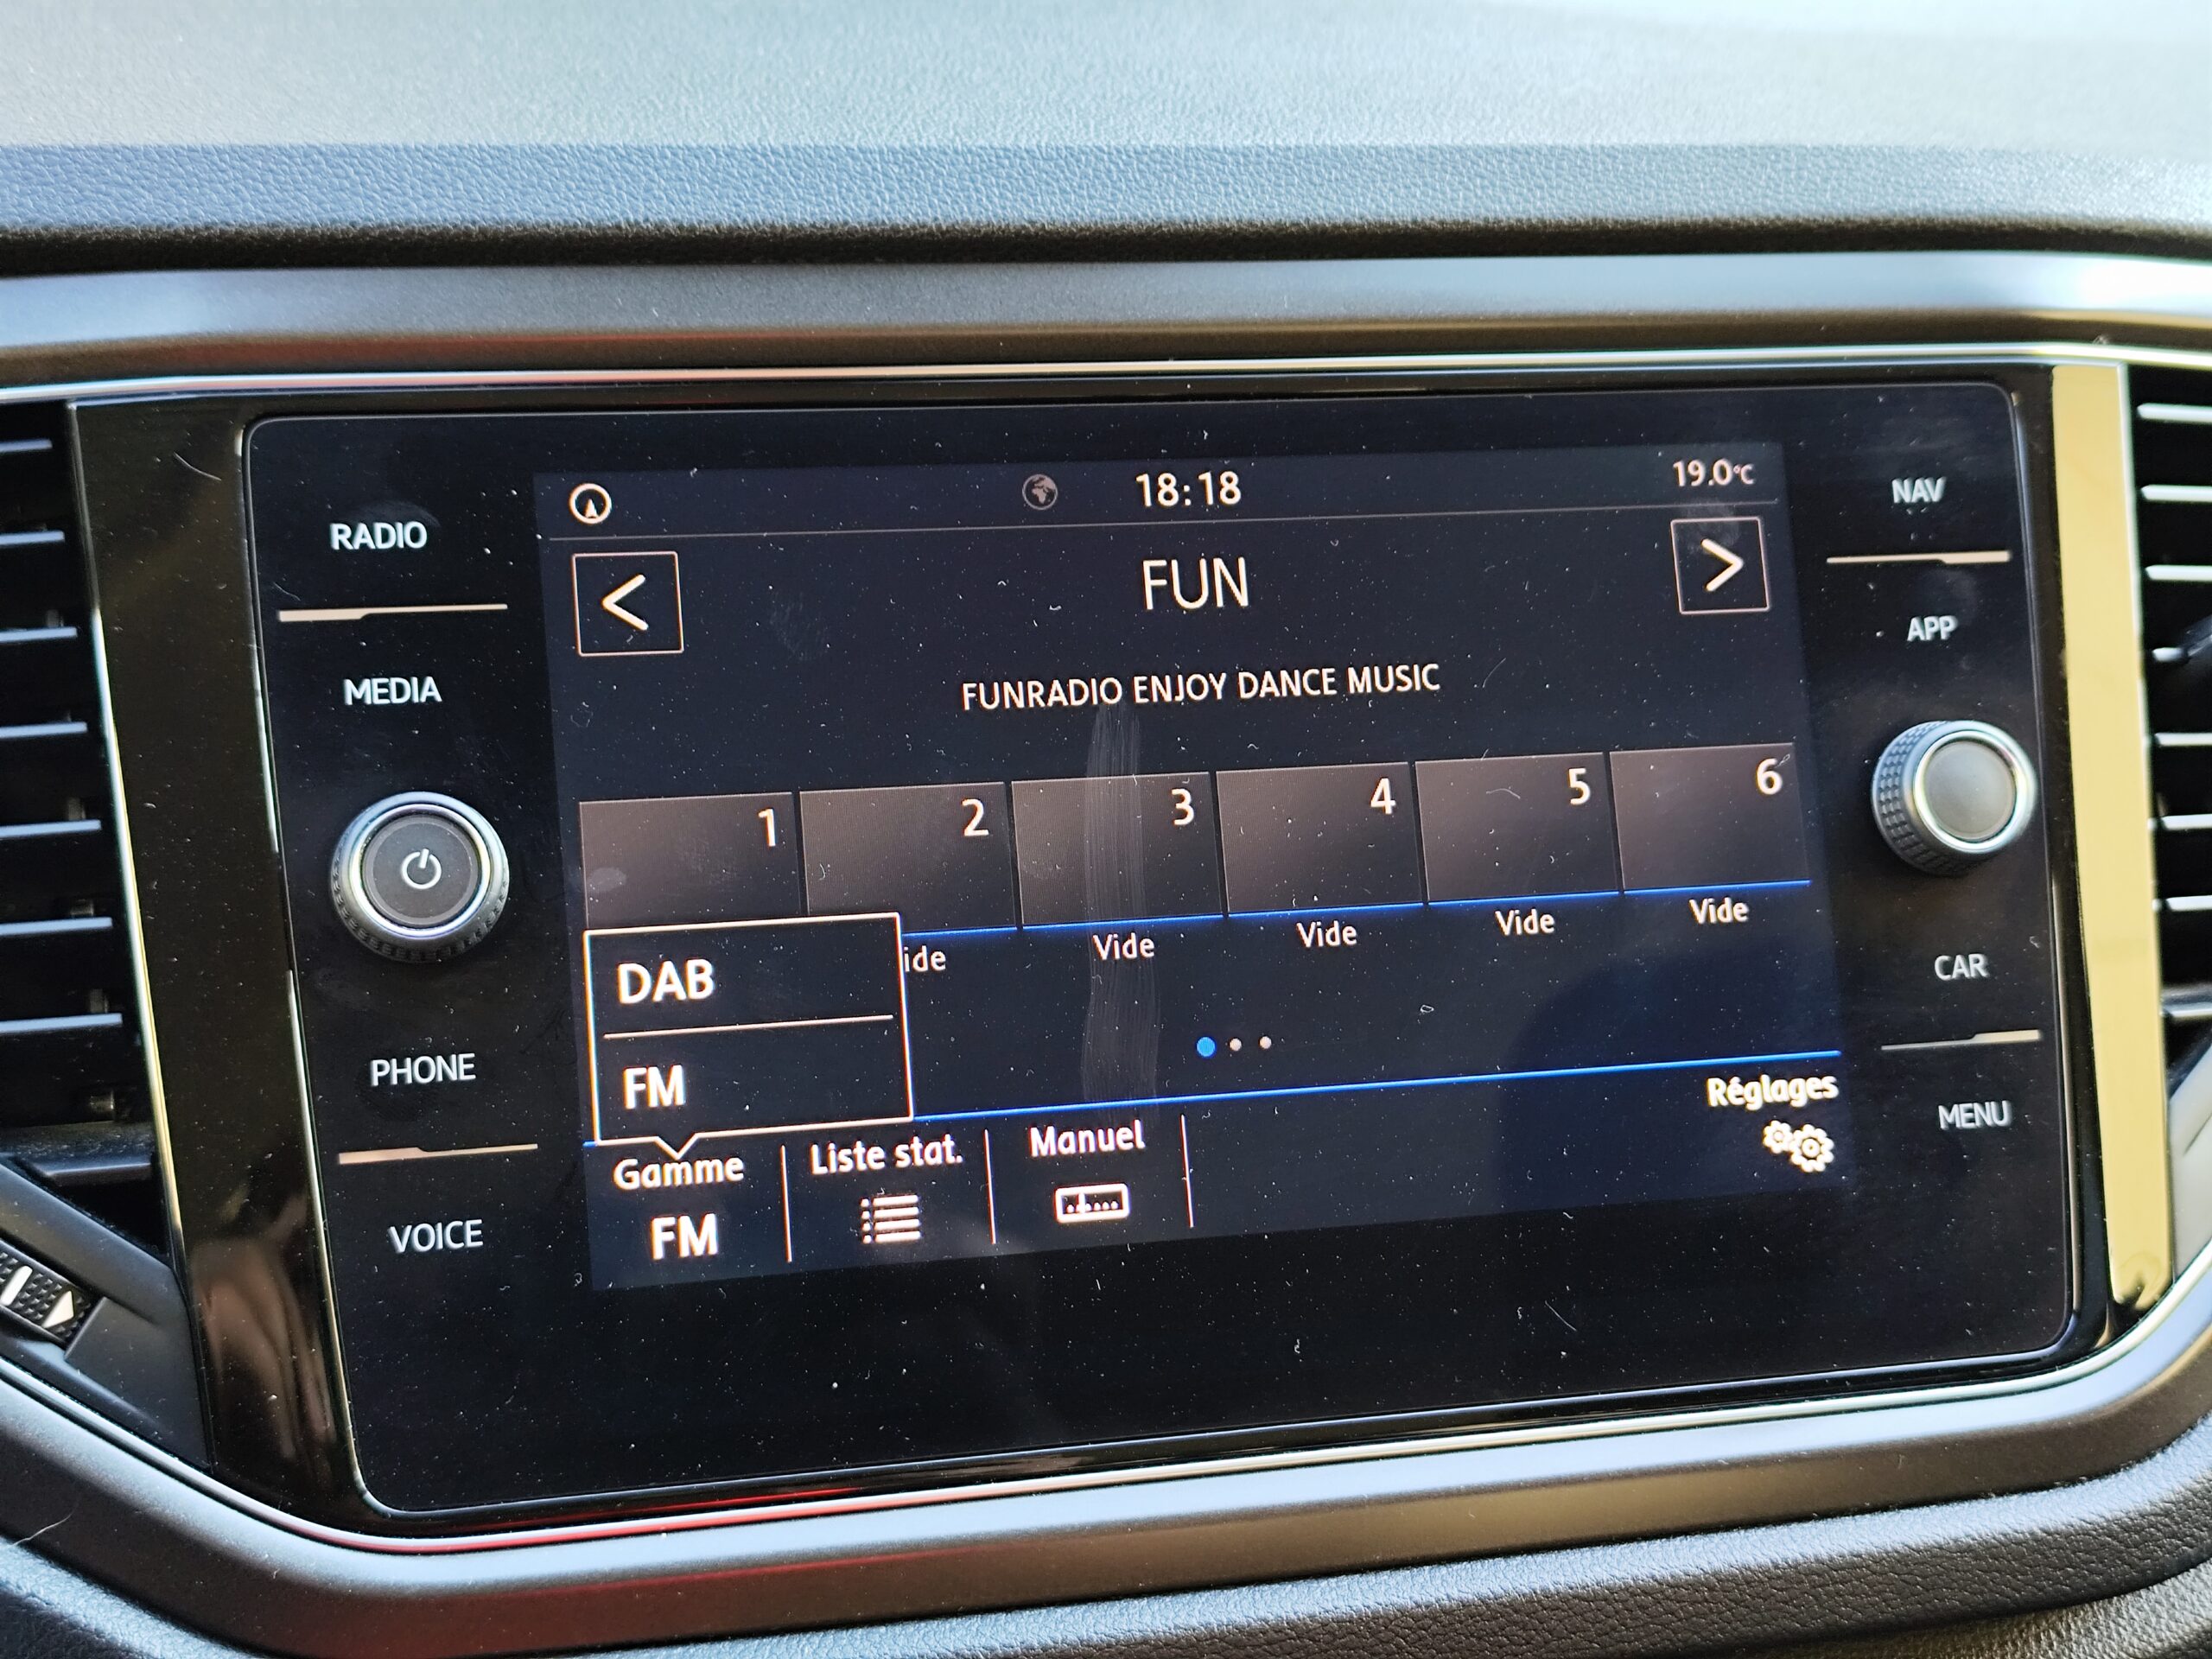 RADIO
MEDIA
PHONE
VOICE
18:18
19.0°C
<
FUN
>
FUNRADIO ENJOY DANCE MUSIC
1 2 3 4 5 6
ide Vide Vide Vide Vide
DAB
FM
Gamme
FM
Liste stat.
Manuel
Réglages
NAV
APP
CAR
MENU